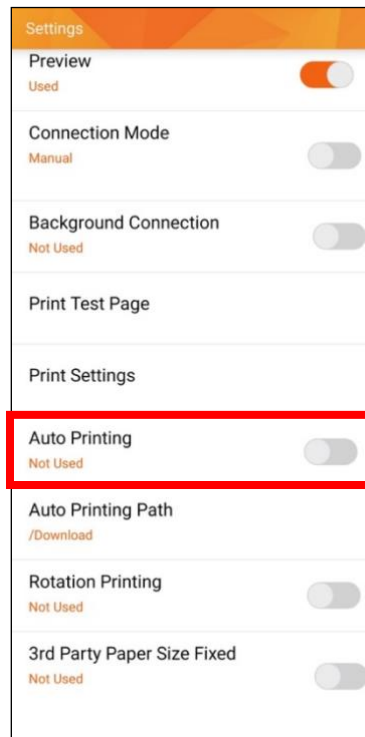 Settings
Preview
Used
Connection Mode
Manual
Background Connection
Not Used
Print Test Page
Print Settings
Auto Printing
Not Used
Auto Printing Path
/Download
Rotation Printing
Not Used
3rd Party Paper Size Fixed
Not Used